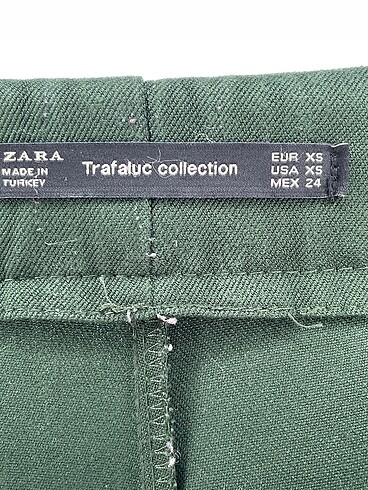 ZARA
MADE IN
TURKEY
Trafaluc collection
EUR XS
USA XS
MEX 24